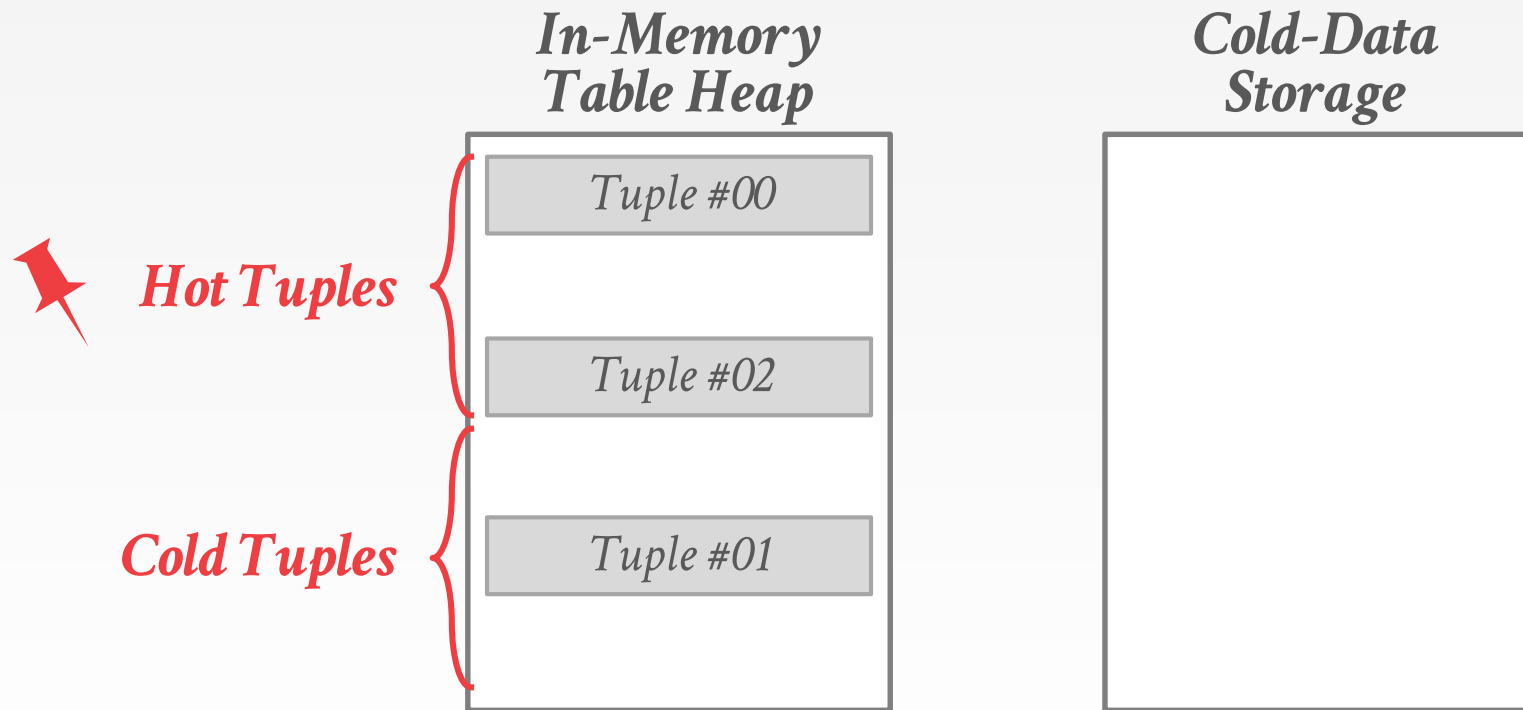 In-Memory
Table Heap
Cold-Data
Storage
Tuple #00
Hot Tuples
Tuple #02
Cold Tuples
Tuple #01